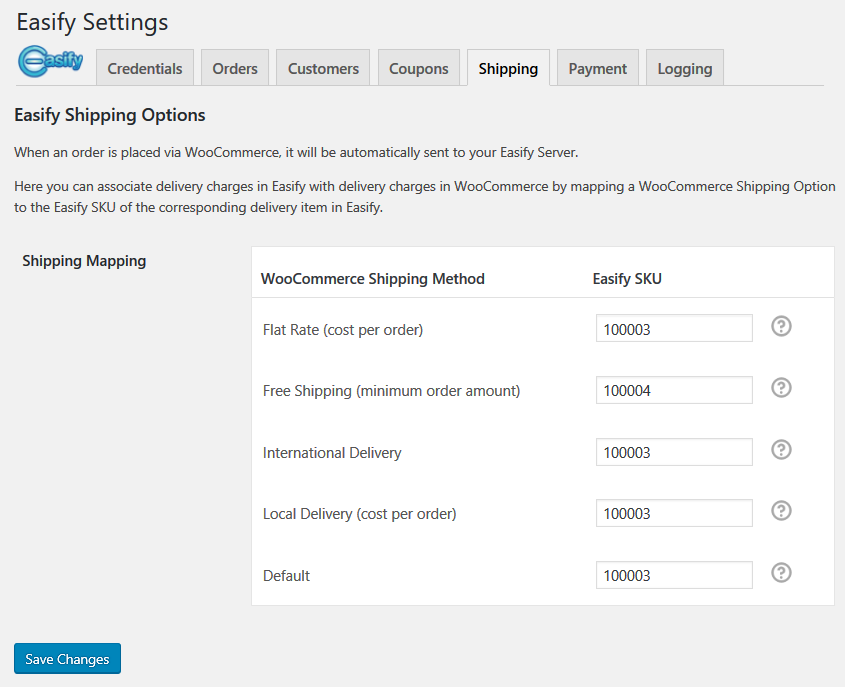 Easify Settings
easify Credentials Orders Customers Coupons Shipping Payment Logging
Easify Shipping Options
When an order is placed via WooCommerce, it will be automatically sent to your Easify Server.
Here you can associate delivery charges in Easify with delivery charges in WooCommerce by mapping a WooCommerce Shipping Option
to the Easify SKU of the corresponding delivery item in Easify.
Shipping Mapping
WooCommerce Shipping Method Easify SKU
Flat Rate (cost per order) 100003 ?
Free Shipping (minimum order amount) 100004 ?
International Delivery 100003 ?
Local Delivery (cost per order) 100003 ?
Default 100003 ?
Save Changes